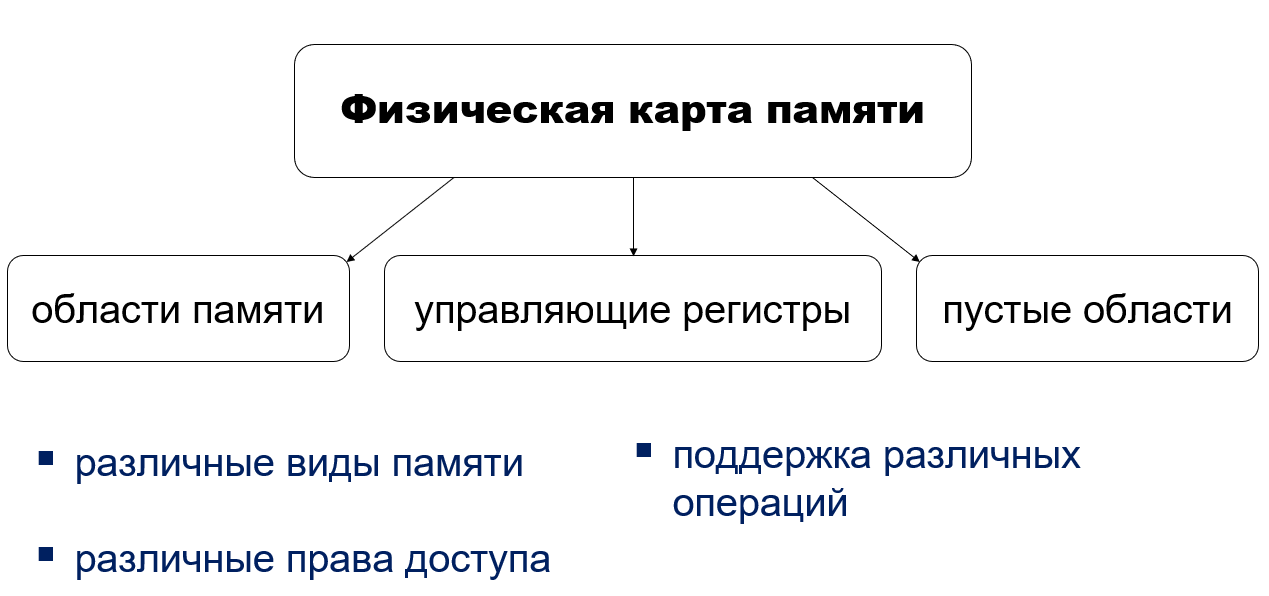 Физическая карта памяти
области памяти
управляющие регистры
пустые области
▪ различные виды памяти
▪ различные права доступа
▪ поддержка различных
операций